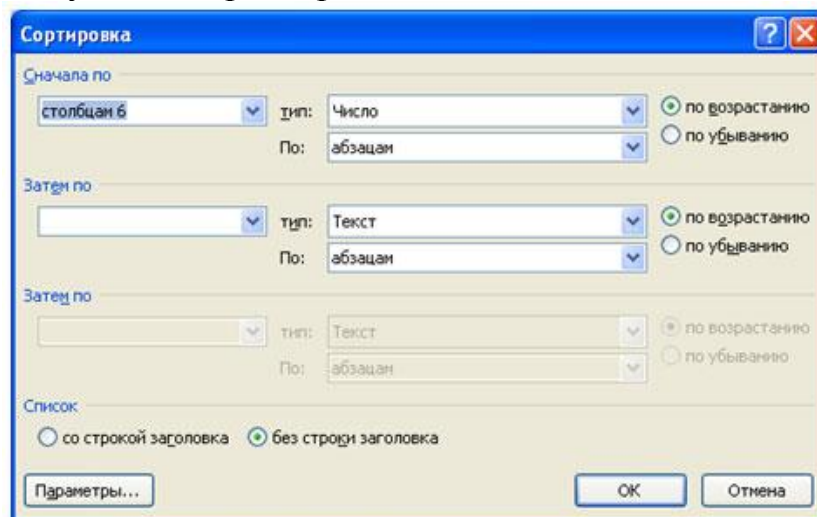 Сортировка
Сначала по
столбцам 6 тип: Число по возрастанию
По: абзацам по убыванию
Затем по
тип: Текст по возрастанию
По: абзацам по убыванию
Затем по
тип: Текст по возрастанию
По: абзацам по убыванию
Список
со строкой заголовка без строки заголовка
Параметры... ОК Отмена